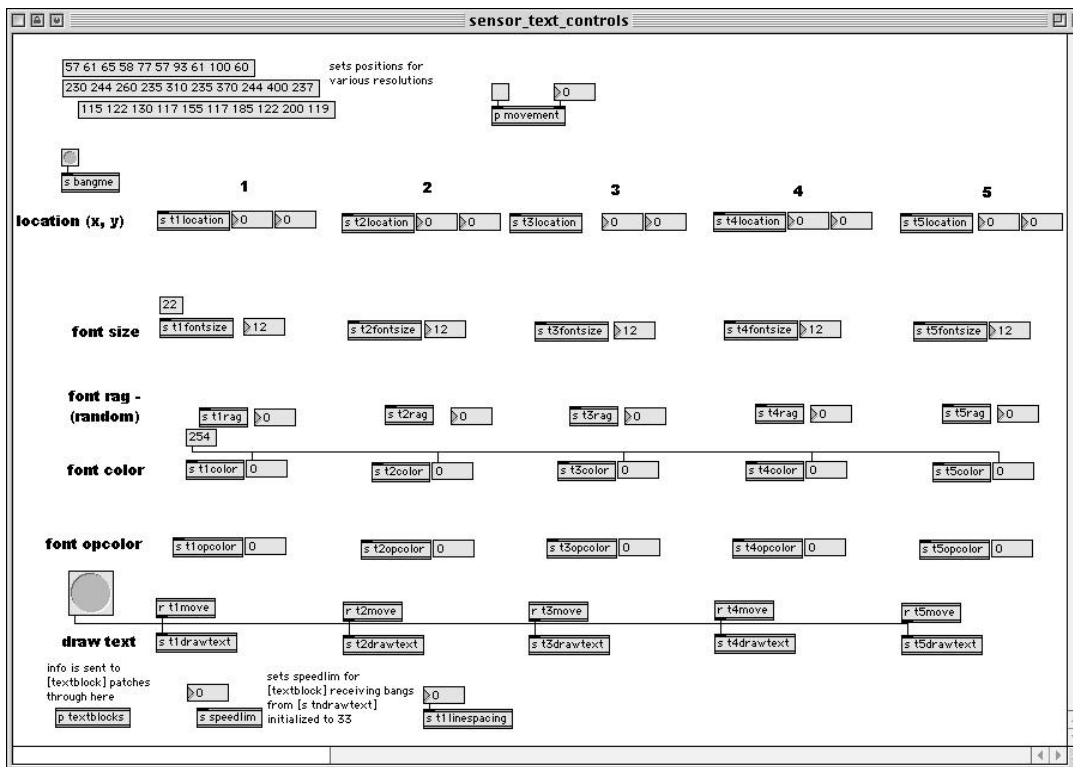 sensor_text_controls
57 61 65 58 77 57 93 61 100 60
230 244 260 235 310 235 370 244 400 237
115 122 130 117 155 117 185 122 200 119
sets positions for
various resolutions
0
p movement
s bangme
1 2 3 4 5
location (x, y) s t1location 0 0 s t2location 0 0 s t3location 0 0 s t4location 0 0 s t5location 0 0
22
font size s t1fontsize 12 s t2fontsize 12 s t3fontsize 12 s t4fontsize 12 s t5fontsize 12
font rag -
(random) s t1rag 0 s t2rag 0 s t3rag 0 s t4rag 0 s t5rag 0
254
font color s t1color 0 s t2color 0 s t3color 0 s t4color 0 s t5color 0
font opcolor s t1opcolor 0 s t2opcolor 0 s t3opcolor 0 s t4opcolor 0 s t5opcolor 0
r t1move r t2move r t3move r t4move r t5move
draw text s t1drawtext s t2drawtext s t3drawtext s t4drawtext s t5drawtext
info is sent to
[textblock] patches
through here
p textblocks
0
s speedlim
sets speedlim for
[textblock] receiving bangs
from [s tndrawtext]
initialized to 33
0
s t1linespacing